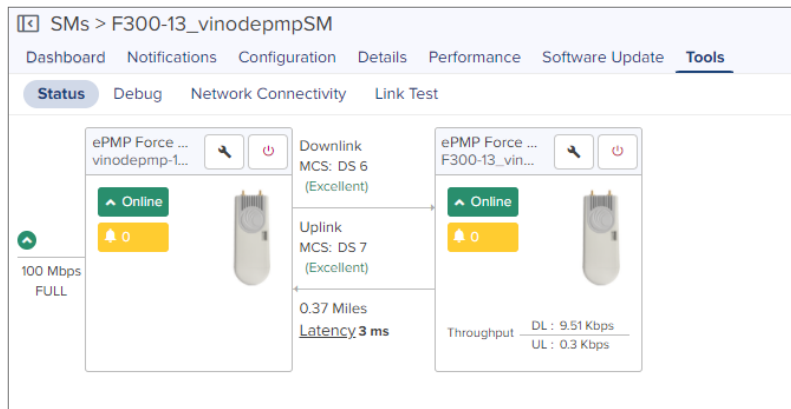 SMs > F300-13_vinodepmpSM
Dashboard Notifications Configuration Details Performance Software Update Tools
Status Debug Network Connectivity Link Test
ePMP Force ...
vinodepmp-1...
Online
0
100 Mbps
FULL
Downlink
MCS: DS 6
(Excellent)
Uplink
MCS: DS 7
(Excellent)
0.37 Miles
Latency 3 ms
ePMP Force ...
F300-13_vin...
Online
0
Throughput
DL : 9.51 Kbps
UL : 0.3 Kbps